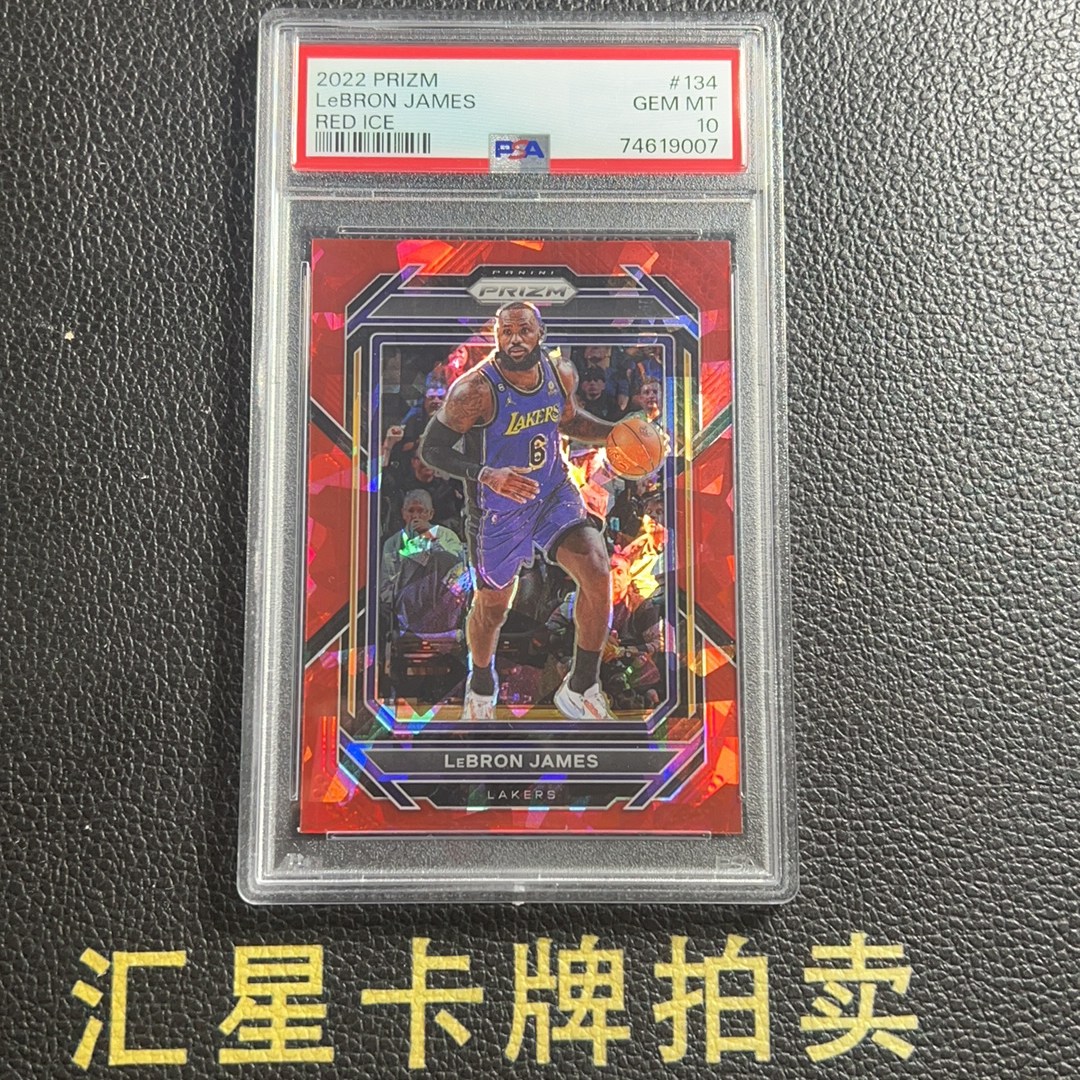 2022 PRIZM #134
LeBRON JAMES GEM MT
RED ICE 10
74619007
PSA
PANINI
PRIZM
LAKERS
6
LeBRON JAMES
LAKERS
汇星卡牌拍卖